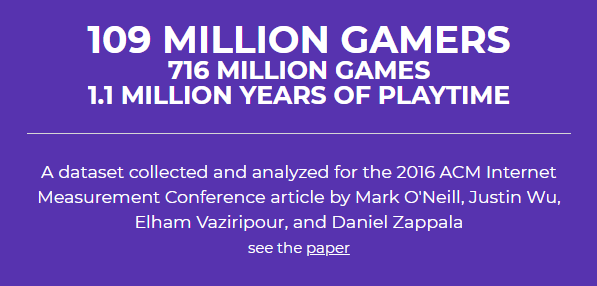 109 MILLION GAMERS
716 MILLION GAMES
1.1 MILLION YEARS OF PLAYTIME
A dataset collected and analyzed for the 2016 ACM Internet
Measurement Conference article by Mark O'Neill, Justin Wu,
Elham Vaziripour, and Daniel Zappala
see the paper